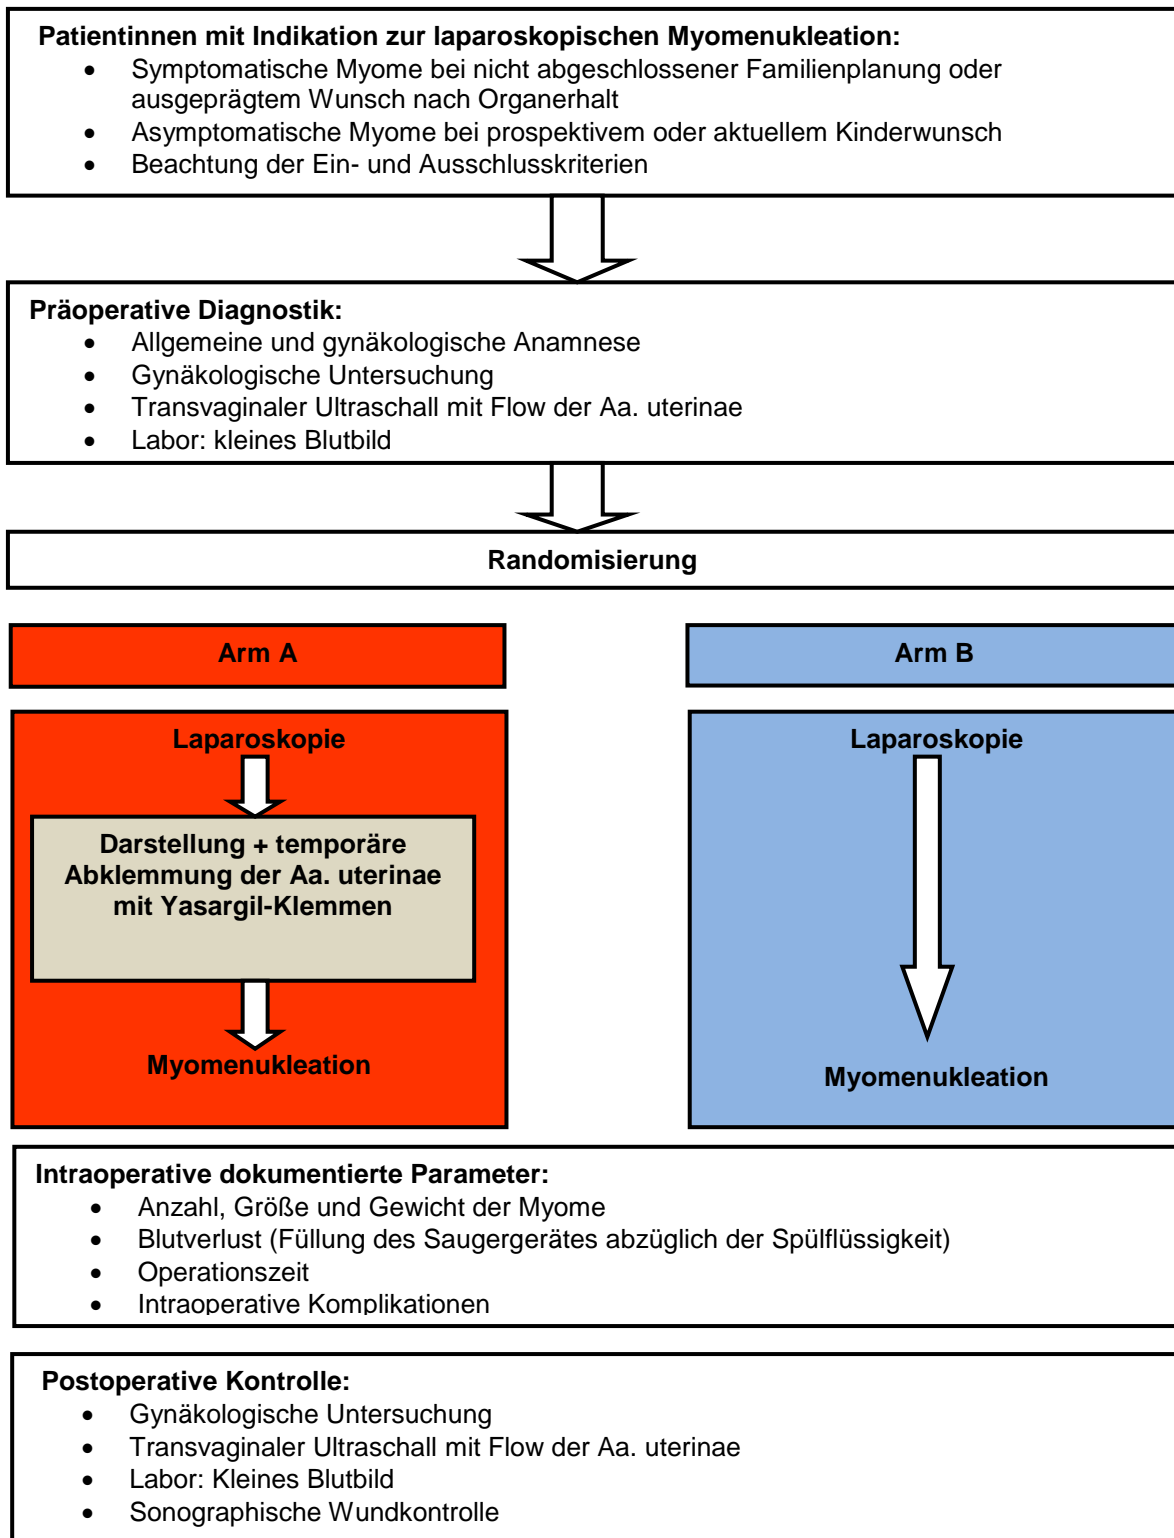 Patientinnen mit Indikation zur laparoskopischen Myomenukleation:
• Symptomatische Myome bei nicht abgeschlossener Familienplanung oder
ausgeprägtem Wunsch nach Organerhalt
• Asymptomatische Myome bei prospektivem oder aktuellem Kinderwunsch
• Beachtung der Ein- und Ausschlusskriterien
Präoperative Diagnostik:
• Allgemeine und gynäkologische Anamnese
• Gynäkologische Untersuchung
• Transvaginaler Ultraschall mit Flow der Aa. uterinae
• Labor: kleines Blutbild
Randomisierung
Arm A
Laparoskopie
Darstellung + temporäre
Abklemmung der Aa. uterinae
mit Yasargil-Klemmen
Myomenukleation
Arm B
Laparoskopie
Myomenukleation
Intraoperative dokumentierte Parameter:
• Anzahl, Größe und Gewicht der Myome
• Blutverlust (Füllung des Saugergerätes abzüglich der Spülflüssigkeit)
• Operationszeit
• Intraoperative Komplikationen
Postoperative Kontrolle:
• Gynäkologische Untersuchung
• Transvaginaler Ultraschall mit Flow der Aa. uterinae
• Labor: Kleines Blutbild
• Sonographische Wundkontrolle